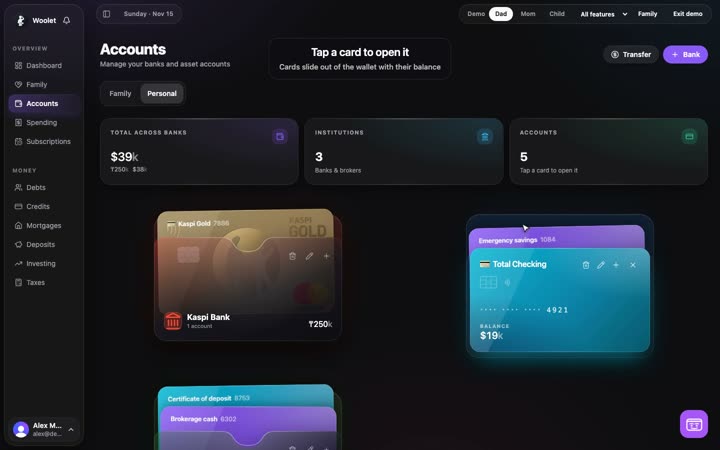 Woolet
Sunday · Nov 15
Demo
Dad
Mom
Child
All features
Family
Exit demo
OVERVIEW
Dashboard
Family
Accounts
Spending
Subscriptions
MONEY
Debts
Credits
Mortgages
Deposits
Investing
Taxes
Alex M...
alex@de...
Accounts
Manage your banks and asset accounts
Tap a card to open it
Cards slide out of the wallet with their balance
Transfer
+ Bank
Family
Personal
TOTAL ACROSS BANKS
$39k
₸250k $38k
INSTITUTIONS
3
Banks & brokers
ACCOUNTS
5
Tap a card to open it
Kaspi Gold 7886
KASPI
GOLD
Kaspi Bank
1 account
₸250k
Emergency savings 1084
Total Checking
···· ···· ···· 4921
BALANCE
$19k
Certificate of deposit 8753
Brokerage cash 6302